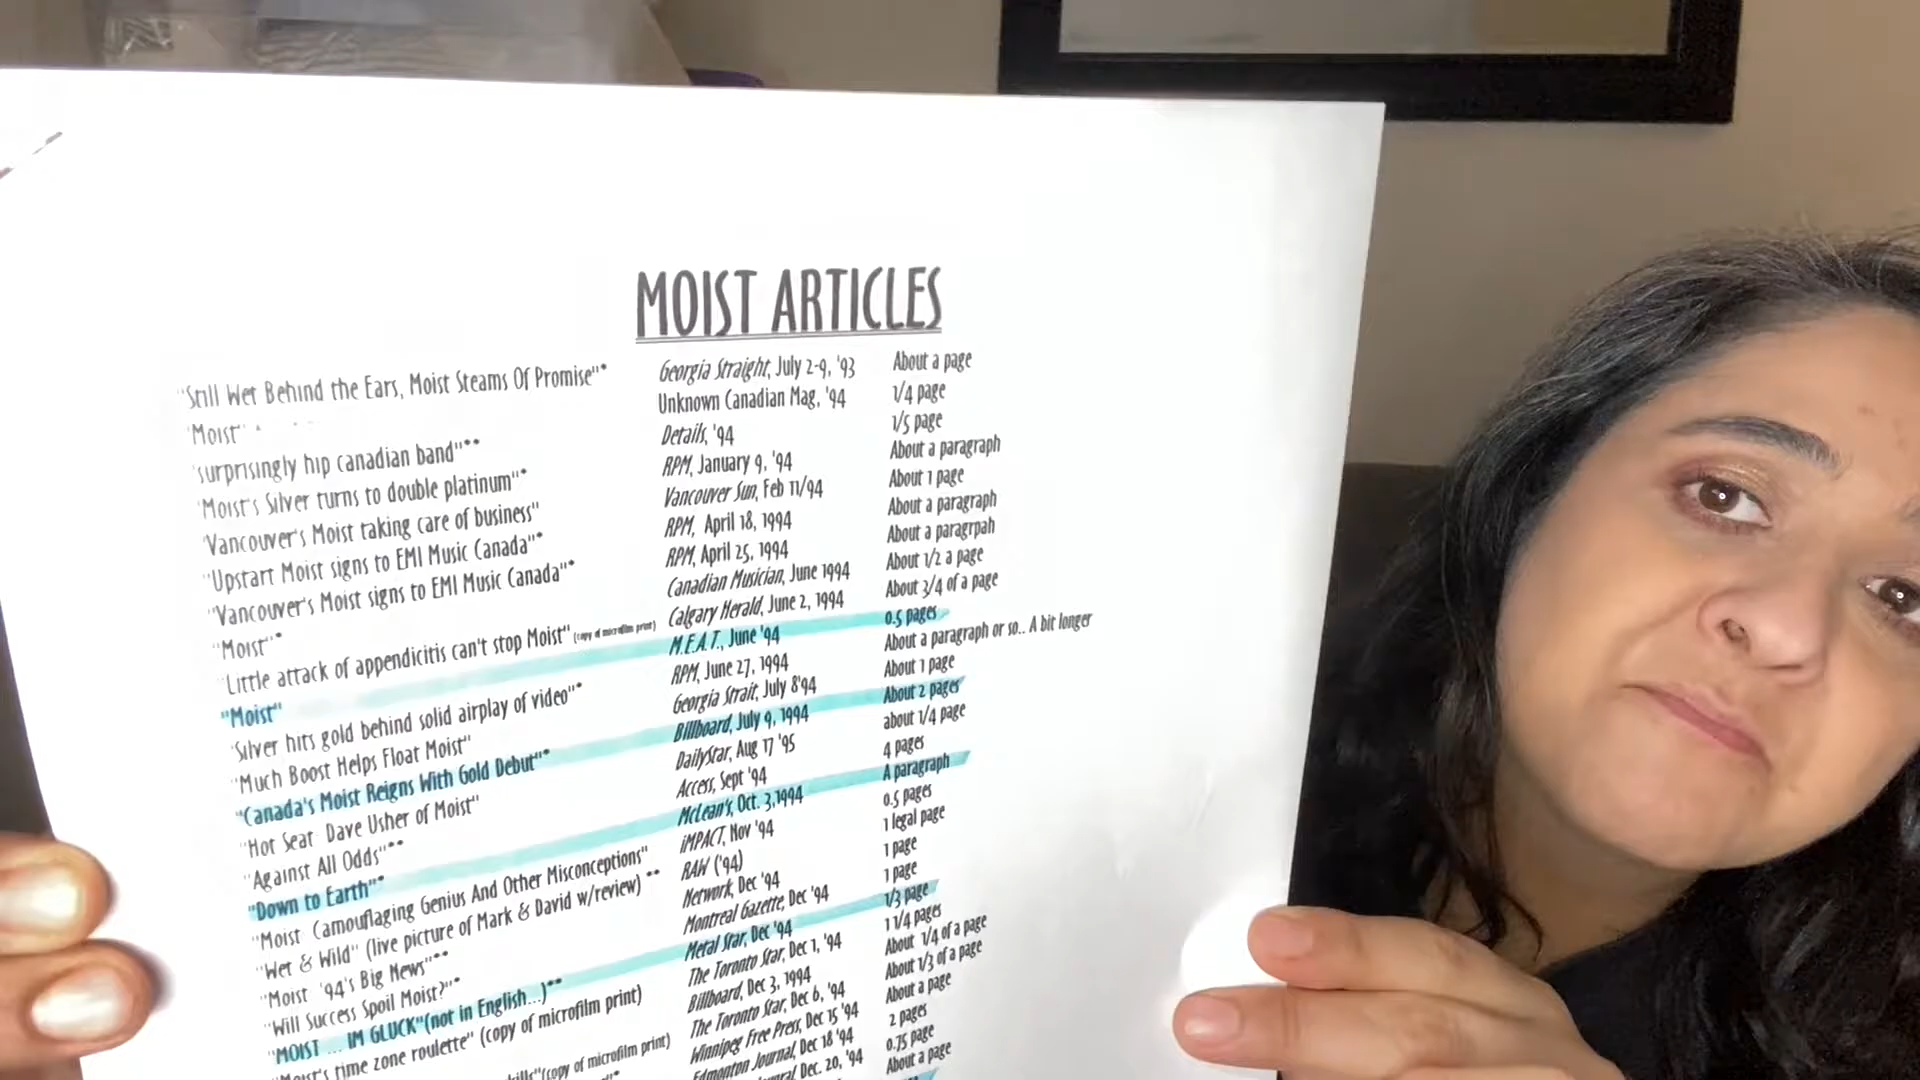 MOIST ARTICLES
"Still Wet Behind the Ears, Moist Steams Of Promise"* Georgia Straight, July 2-9, '93 About a page
"Moist" * Unknown Canadian Mag, '94 1/4 page
"surprisingly hip canadian band"** Details, '94 1/5 page
"Moist's Silver turns to double platinum"* RPM, January 9, '94 About a paragraph
"Vancouver's Moist taking care of business" Vancouver Sun, Feb 11/94 About 1 page
"Upstart Moist signs to EMI Music Canada"* RPM, April 18, 1994 About a paragraph
"Vancouver's Moist signs to EMI Music Canada"* RPM, April 25, 1994 About a paragrpah
"Moist"* Canadian Musician, June 1994 About 1/2 a page
"Little attack of appendicitis can't stop Moist" (copy of microfilm print) Calgary Herald, June 2, 1994 About 3/4 of a page
"Moist" M.E.A.T., June '94 0.5 pages
"Silver hits gold behind solid airplay of video"* RPM, June 27, 1994 About a paragraph or so.. A bit longer
"Much Boost Helps Float Moist" Georgia Strait, July 8'94 About 1 page
"Canada's Moist Reigns With Gold Debut"* Billboard, July 9, 1994 About 2 pages
"Hot Seat Dave Usher of Moist" DailyStar, Aug 17 '95 about 1/4 page
"Against All Odds"** Access, Sept '94 4 pages
"Down to Earth"* McLean's, Oct. 3,1994 A paragraph
"Moist Camouflaging Genius And Other Misconceptions" iMPACT, Nov '94 0.5 pages
"Wet & Wild" (live picture of Mark & David w/review) ** RAW ('94) 1 legal page
"Moist '94's Big News"** Network, Dec '94 1 page
"Will Success Spoil Moist?"* Montreal Gazette, Dec '94 1 page
"MOIST ... IM GLUCK"(not in English...)** Metal Star, Dec '94 1/3 page
"Moist's time zone roulette" (copy of microfilm print) The Toronto Star, Dec 1, '94 1 1/4 pages
(copy of microfilm print) Billboard, Dec 3, 1994 About 1/4 of a page
The Toronto Star, Dec 6, '94 About 1/3 of a page
Winnipeg Free Press, Dec 15 '94 About a page
Edmonton Journal, Dec 18 '94 2 pages
Dec. 20, '94 0.75 page
About a page